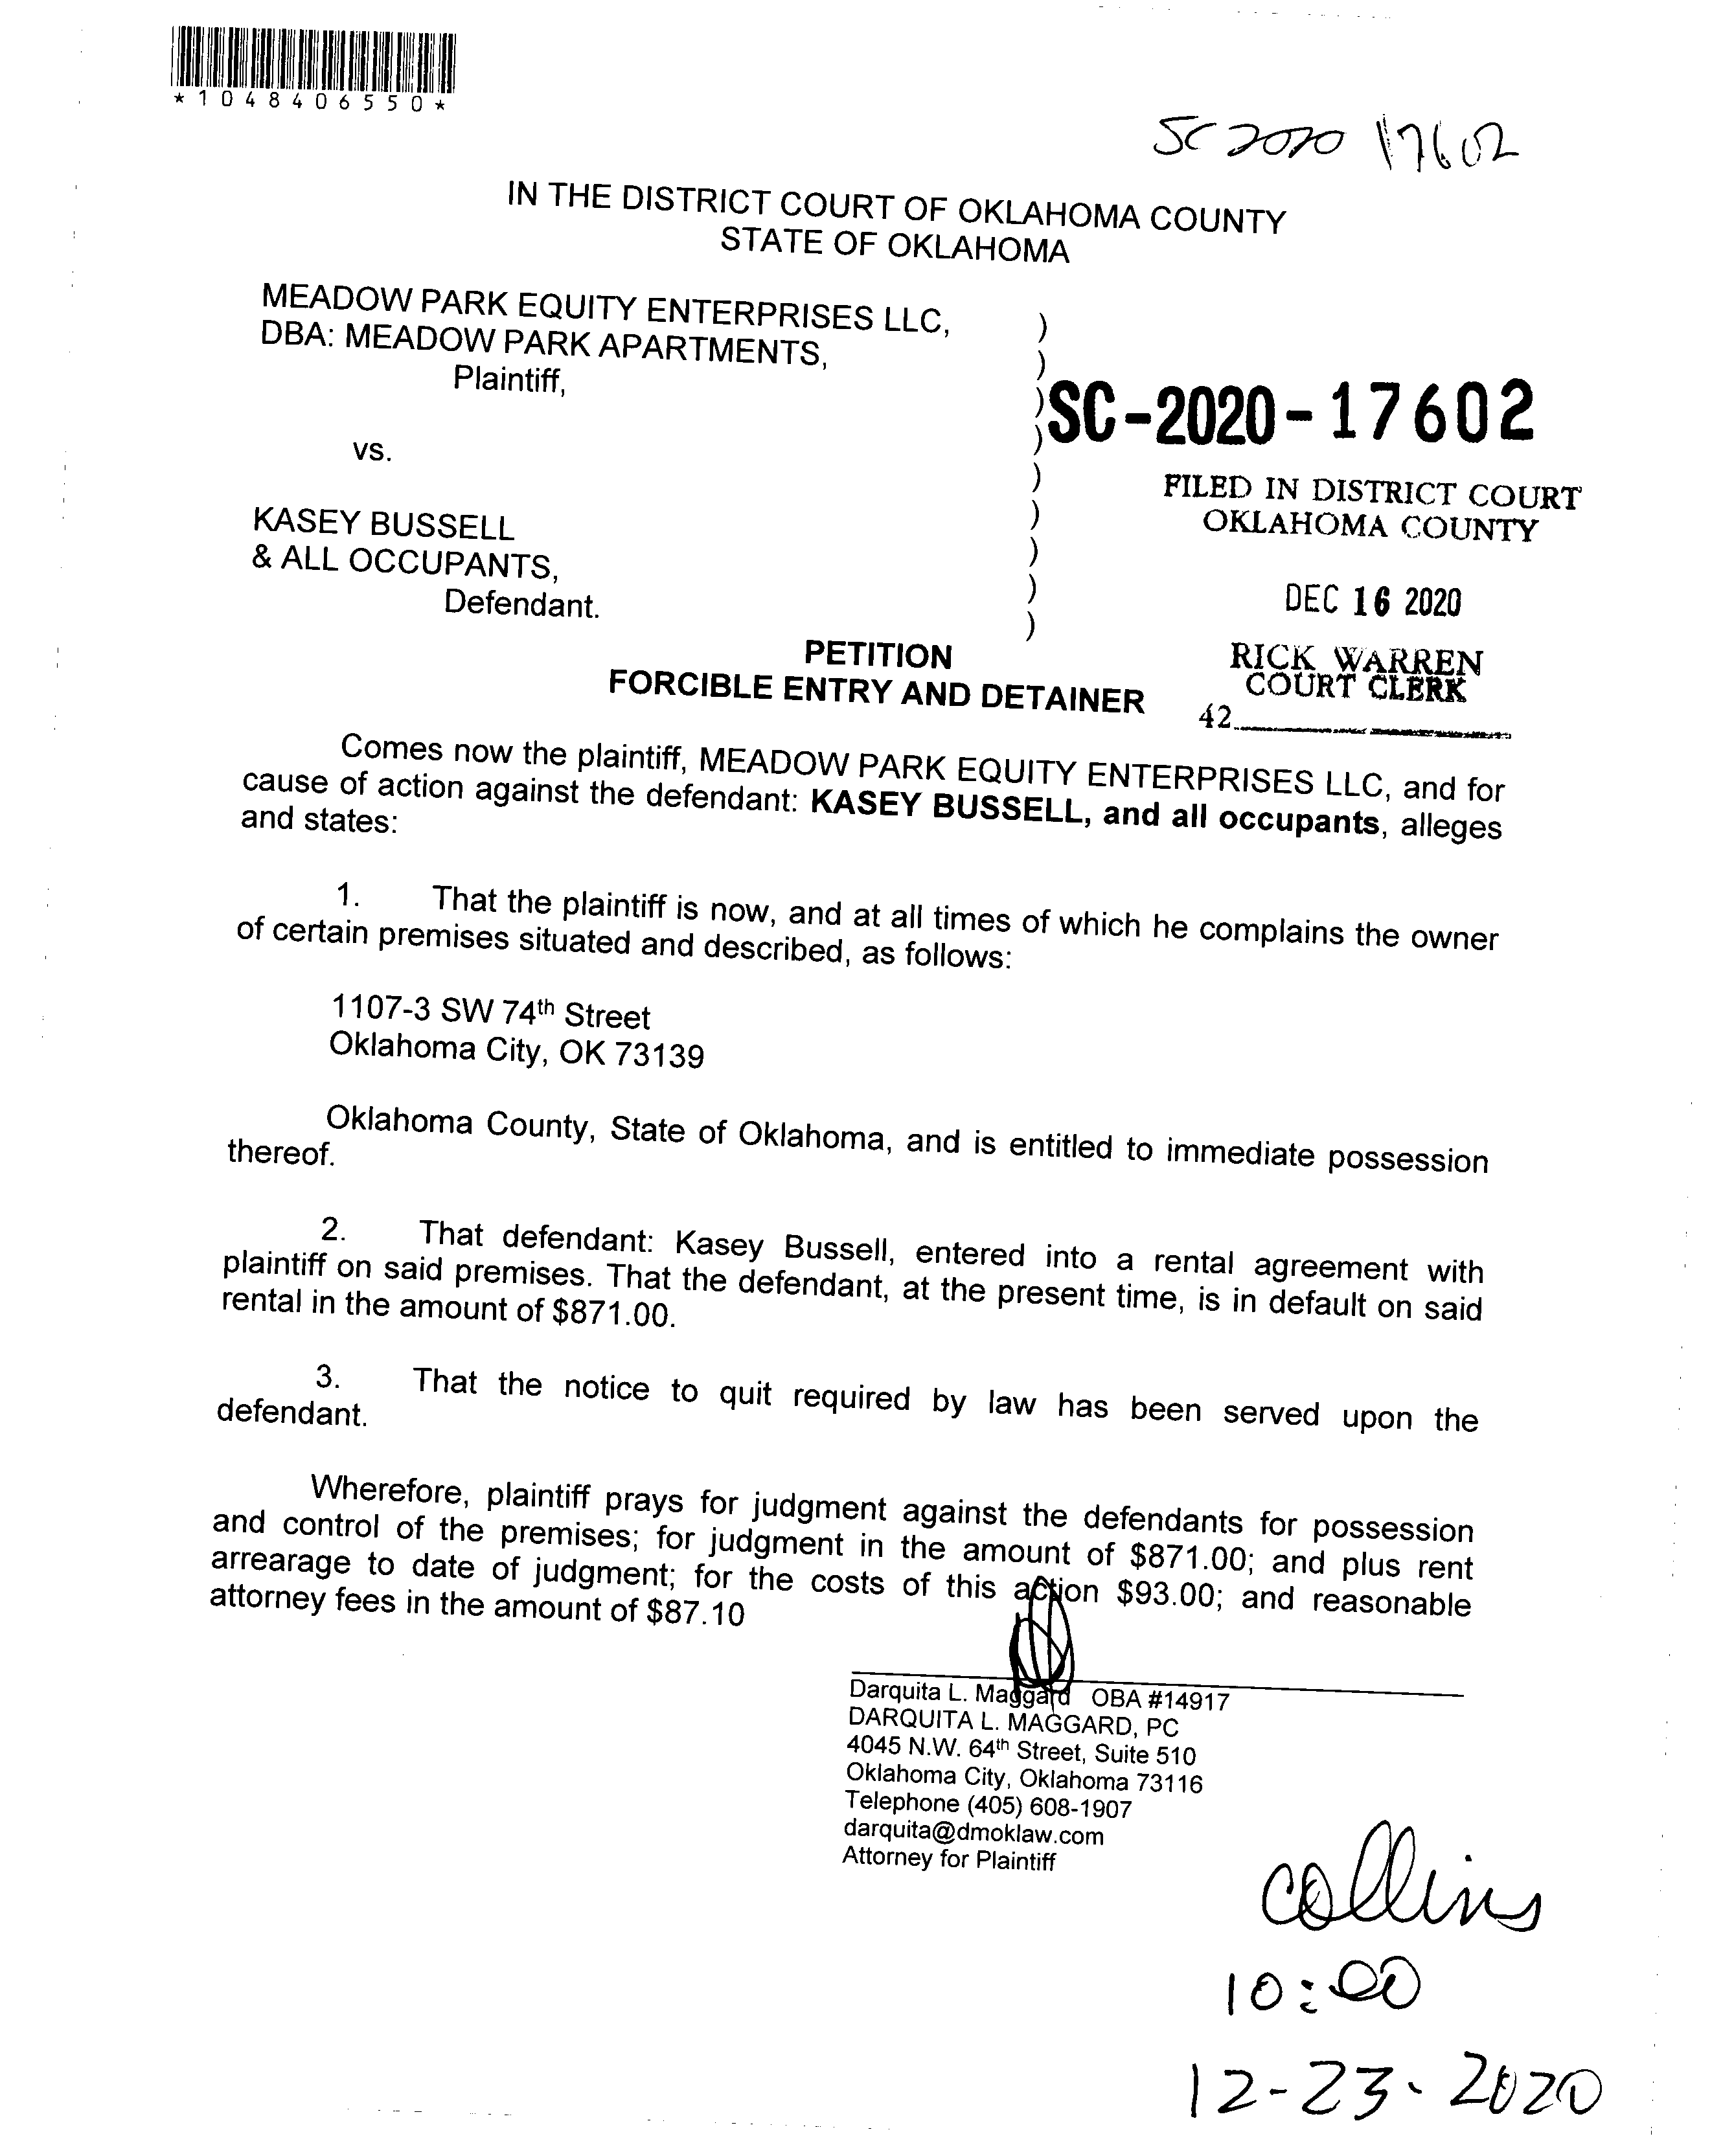 *1048406550*
SC 2020 17602
IN THE DISTRICT COURT OF OKLAHOMA COUNTY
STATE OF OKLAHOMA
MEADOW PARK EQUITY ENTERPRISES LLC,
DBA: MEADOW PARK APARTMENTS,
Plaintiff,
vs.
KASEY BUSSELL
& ALL OCCUPANTS,
Defendant.
)
)
)
)
)
)
)
)
)
SC-2020-17602
FILED IN DISTRICT COURT
OKLAHOMA COUNTY
DEC 16 2020
RICK WARREN
COURT CLERK
42
PETITION
FORCIBLE ENTRY AND DETAINER
Comes now the plaintiff, MEADOW PARK EQUITY ENTERPRISES LLC, and for
cause of action against the defendant: KASEY BUSSELL, and all occupants, alleges
and states:
1. That the plaintiff is now, and at all times of which he complains the owner
of certain premises situated and described, as follows:
1107-3 SW 74th Street
Oklahoma City, OK 73139
Oklahoma County, State of Oklahoma, and is entitled to immediate possession
thereof.
2. That defendant: Kasey Bussell, entered into a rental agreement with
plaintiff on said premises. That the defendant, at the present time, is in default on said
rental in the amount of $871.00.
3. That the notice to quit required by law has been served upon the
defendant.
Wherefore, plaintiff prays for judgment against the defendants for possession
and control of the premises; for judgment in the amount of $871.00; and plus rent
arrearage to date of judgment; for the costs of this action $93.00; and reasonable
attorney fees in the amount of $87.10
Darquita L. Maggard OBA #14917
DARQUITA L. MAGGARD, PC
4045 N.W. 64th Street, Suite 510
Oklahoma City, Oklahoma 73116
Telephone (405) 608-1907
darquita@dmoklaw.com
Attorney for Plaintiff
collins
10:00
12-23-2020